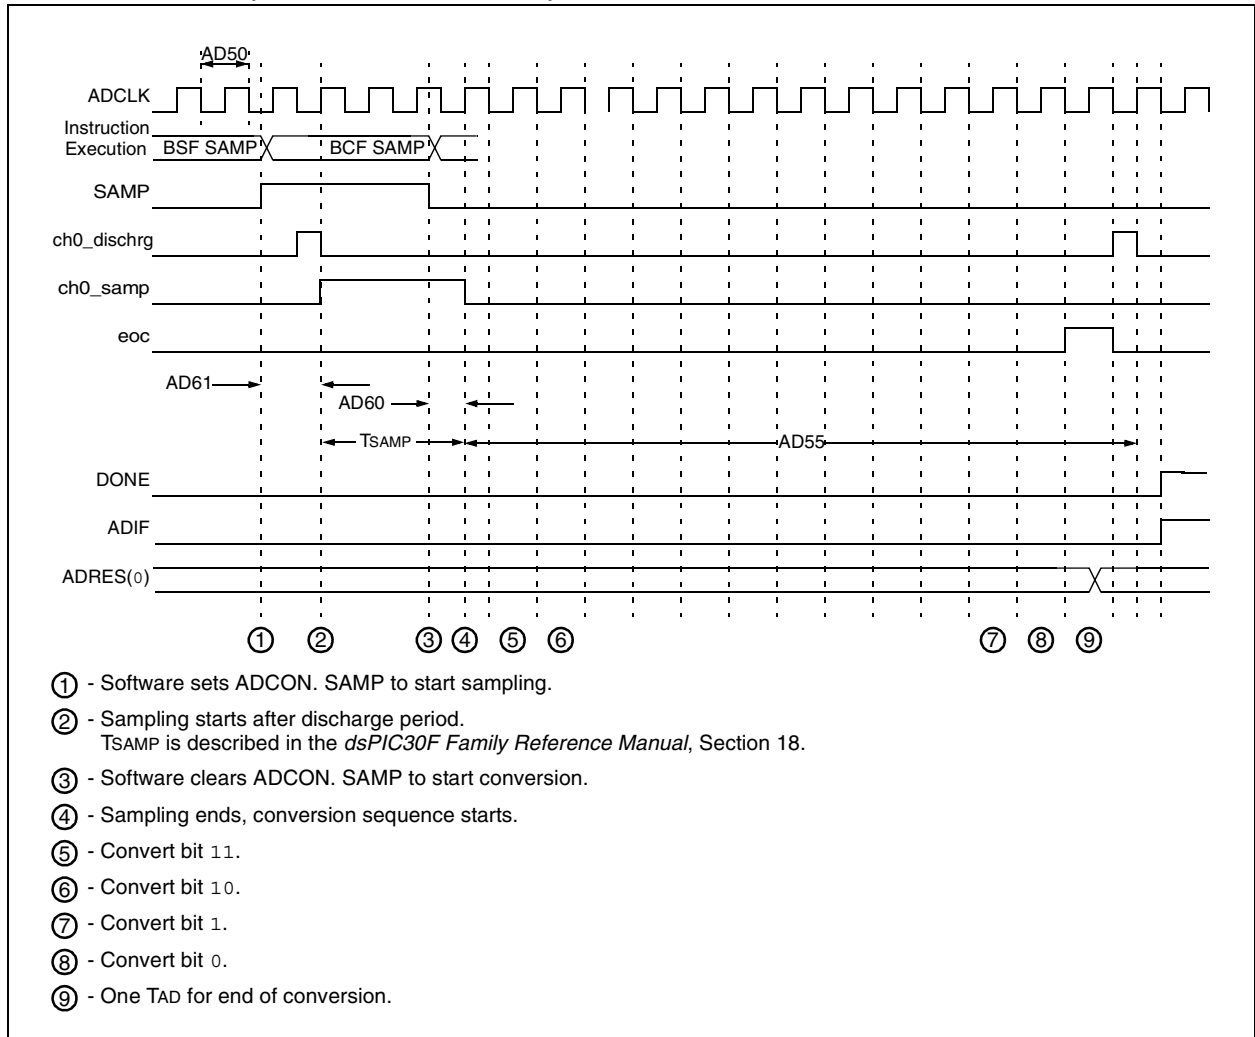 AD50
ADCLK
Instruction
Execution BSF SAMP BCF SAMP
SAMP
ch0_dischrg
ch0_samp
eoc
AD61
AD60
TSAMP AD55
DONE
ADIF
ADRES(0)
1 2 3 4 5 6 7 8 9
1 - Software sets ADCON. SAMP to start sampling.
2 - Sampling starts after discharge period.
TSAMP is described in the dsPIC30F Family Reference Manual, Section 18.
3 - Software clears ADCON. SAMP to start conversion.
4 - Sampling ends, conversion sequence starts.
5 - Convert bit 11.
6 - Convert bit 10.
7 - Convert bit 1.
8 - Convert bit 0.
9 - One TAD for end of conversion.